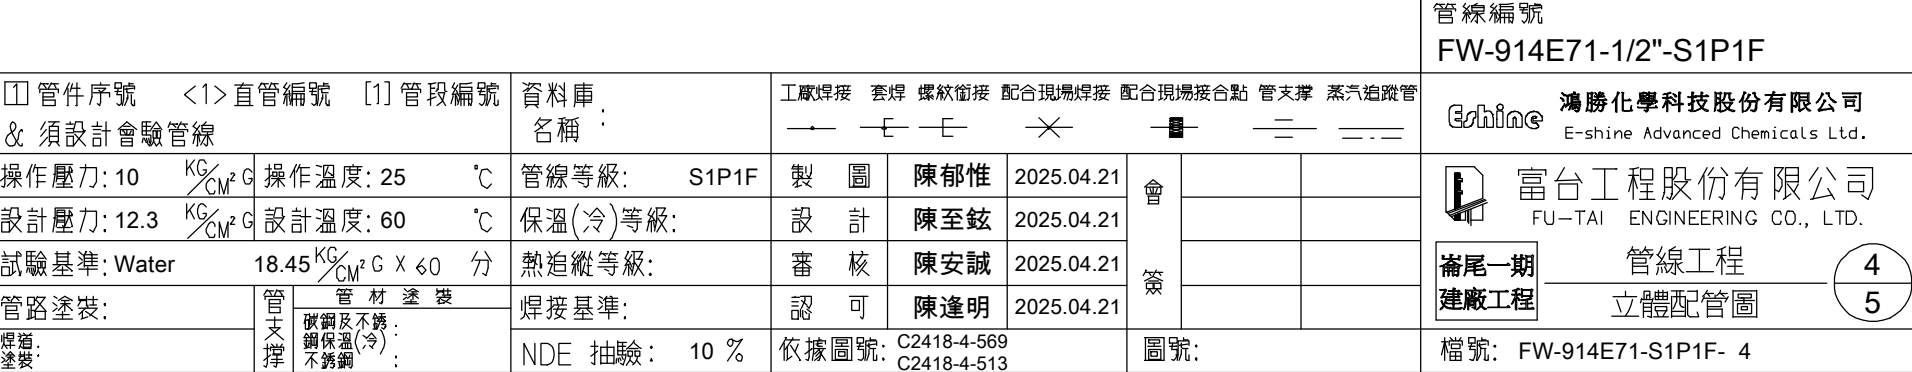 管線編號
FW-914E71-1/2"-S1P1F
1 管件序號 <1>直管編號 [1] 管段編號
& 須設計會驗管線
資料庫名稱 :
工廠焊接 套焊 螺紋銜接 配合現場焊接 配合現場接合點 管支撐 蒸汽追蹤管
Eshine 鴻勝化學科技股份有限公司
E-shine Advanced Chemicals Ltd.
操作壓力: 10 KG/CM² G 操作溫度: 25 °C 管線等級: S1P1F 製圖 陳郁惟 2025.04.21
設計壓力: 12.3 KG/CM² G 設計溫度: 60 °C 保溫(冷)等級: 設計 陳至鉉 2025.04.21
試驗基準: Water 18.45 KG/CM² G X 60 分 熱追縱等級: 審核 陳安誠 2025.04.21
管路塗裝: 管支撐 管材塗裝 焊接基準: 認可 陳逢明 2025.04.21
會簽
碳鋼及不銹鋼保溫(冷) :
不銹鋼 :
焊道塗裝:
NDE 抽驗: 10 %
依據圖號: C2418-4-569
C2418-4-513
圖號:
富台工程股份有限公司
FU-TAI ENGINEERING CO., LTD.
崙尾一期
建廠工程
管線工程
立體配管圖
4
5
檔號: FW-914E71-S1P1F- 4